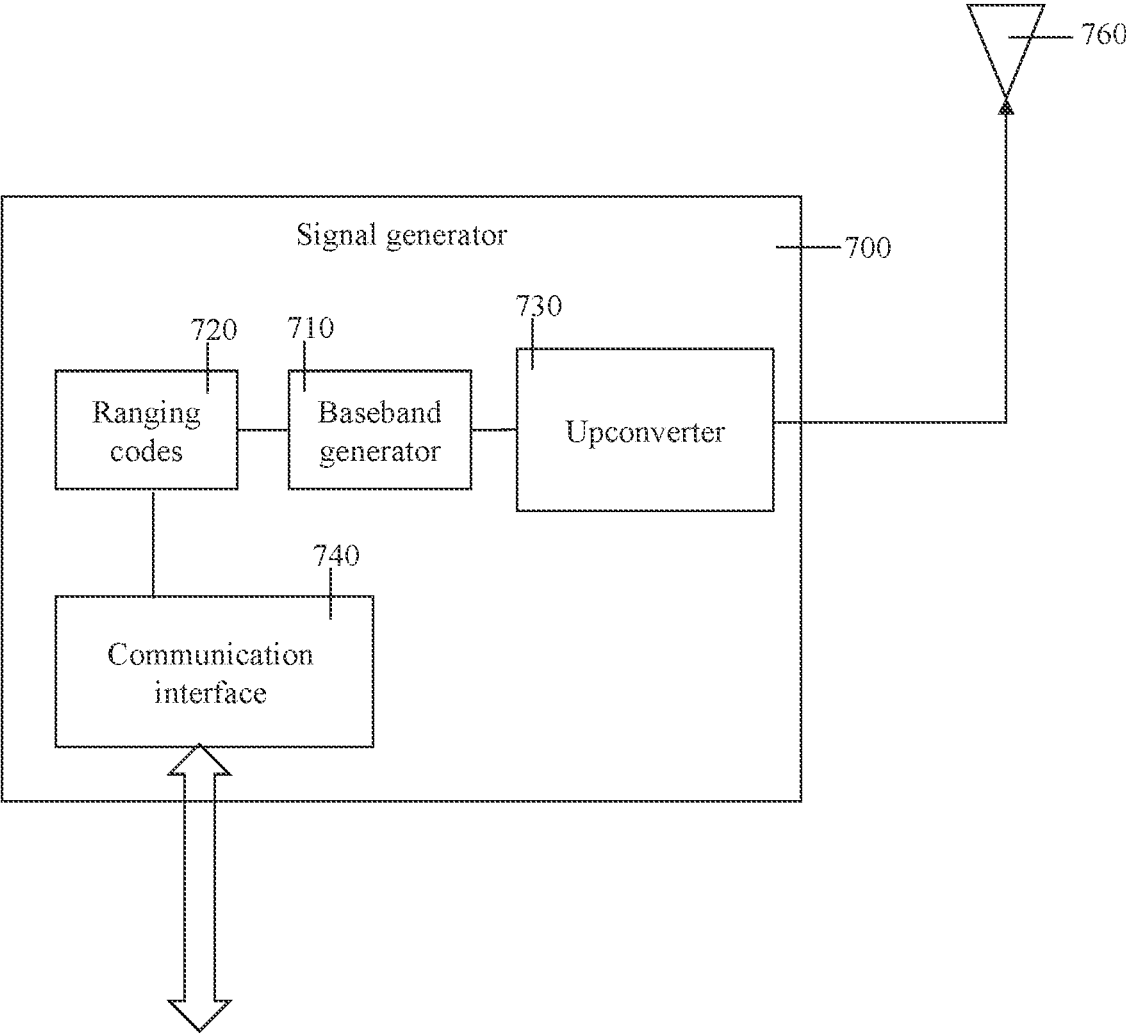 760
Signal generator
700
730
720
710
Ranging
codes
Baseband
generator
Upconverter
740
Communication
interface